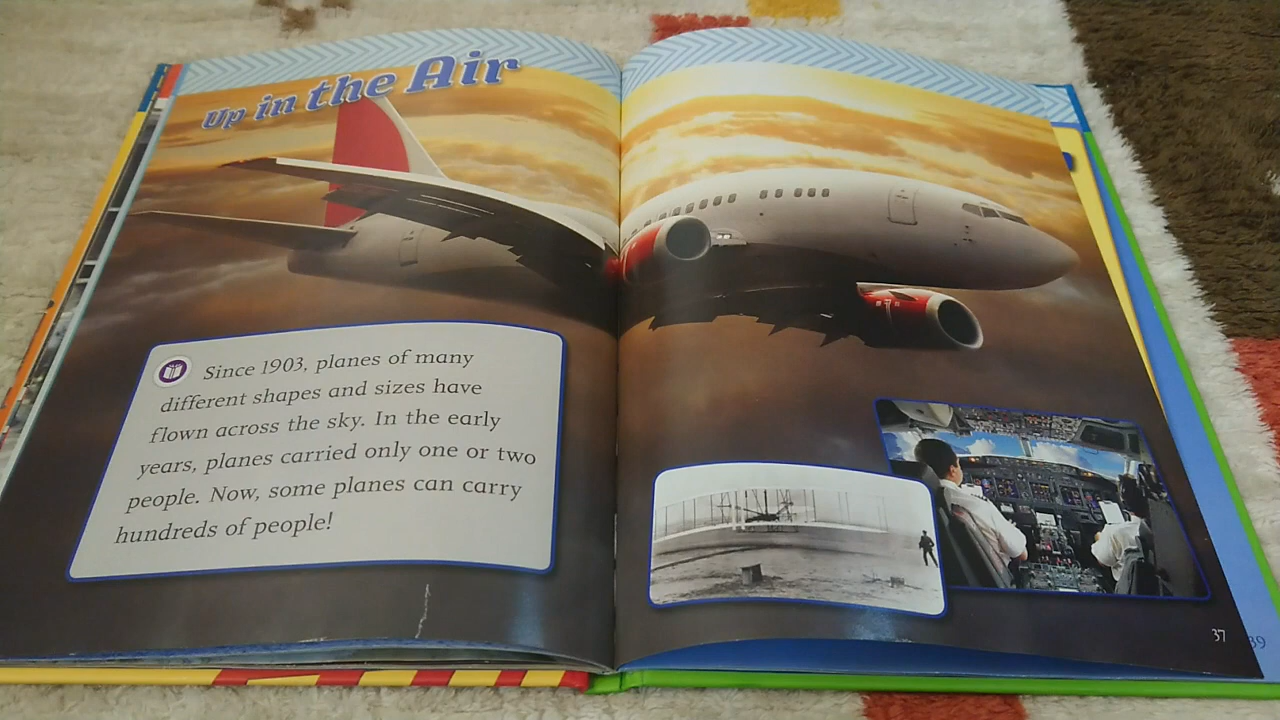 Up in the Air
Since 1903, planes of many
different shapes and sizes have
flown across the sky. In the early
years, planes carried only one or two
people. Now, some planes can carry
hundreds of people!
37
39